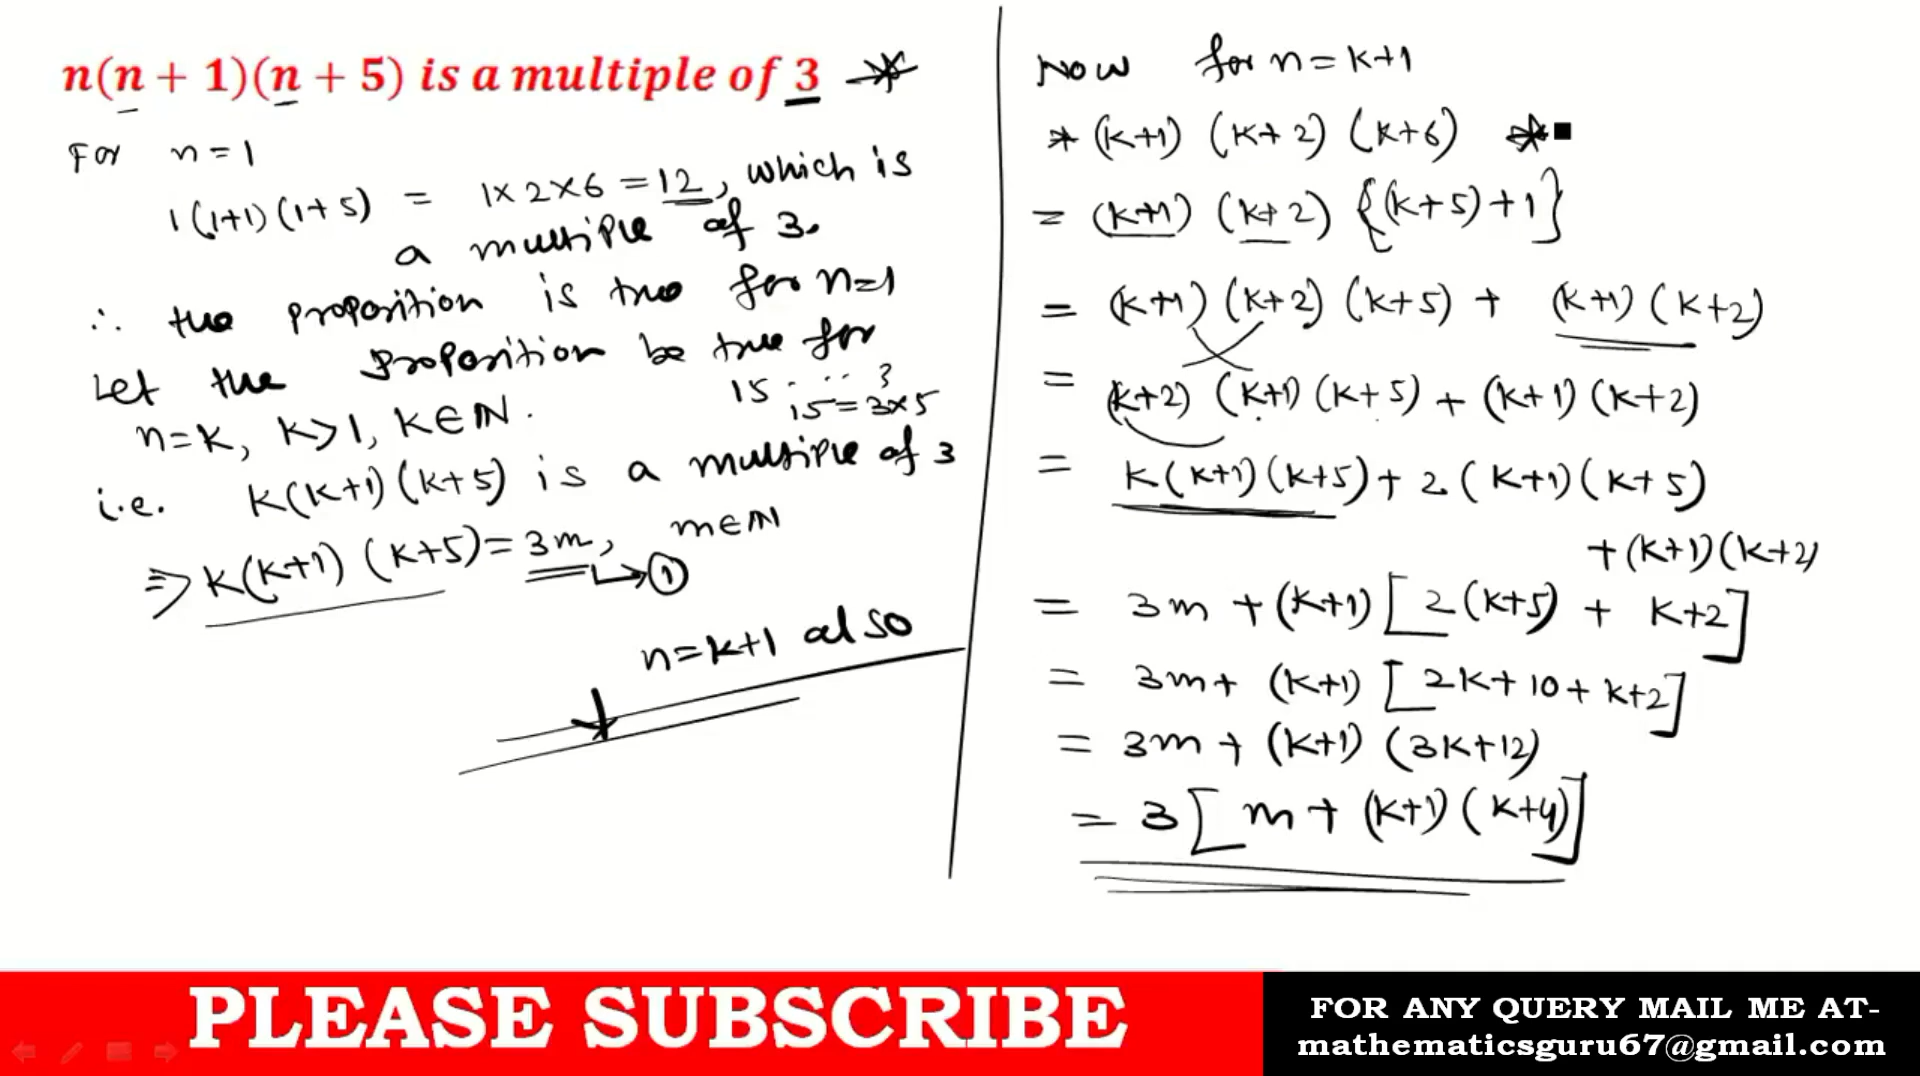 n(n + 1)(n + 5) is a multiple of 3 *
For n = 1
1(1+1)(1+5) = 1×2×6 = 12, which is
a multiple of 3.
∴ the proposition is true for n=1
Let the proposition be true for
n=k, k>1, k∈N.
15 ... 3
15 = 3×5
i.e. k(k+1)(k+5) is a multiple of 3
⇒ k(k+1)(k+5) = 3m, m∈N
→ ①
n=k+1 also
Now for n = k+1
* (k+1) (k+2) (k+6) *
= (k+1) (k+2) {(k+5)+1}
= (k+1) (k+2) (k+5) + (k+1) (k+2)
= (k+2) (k+1) (k+5) + (k+1) (k+2)
= k(k+1)(k+5) + 2(k+1)(k+5)
+ (k+1)(k+2)
= 3m + (k+1) [2(k+5) + k+2]
= 3m + (k+1) [2k+10+k+2]
= 3m + (k+1) (3k+12)
= 3 [m + (k+1) (k+4)]
PLEASE SUBSCRIBE
FOR ANY QUERY MAIL ME AT-
mathematicsguru67@gmail.com